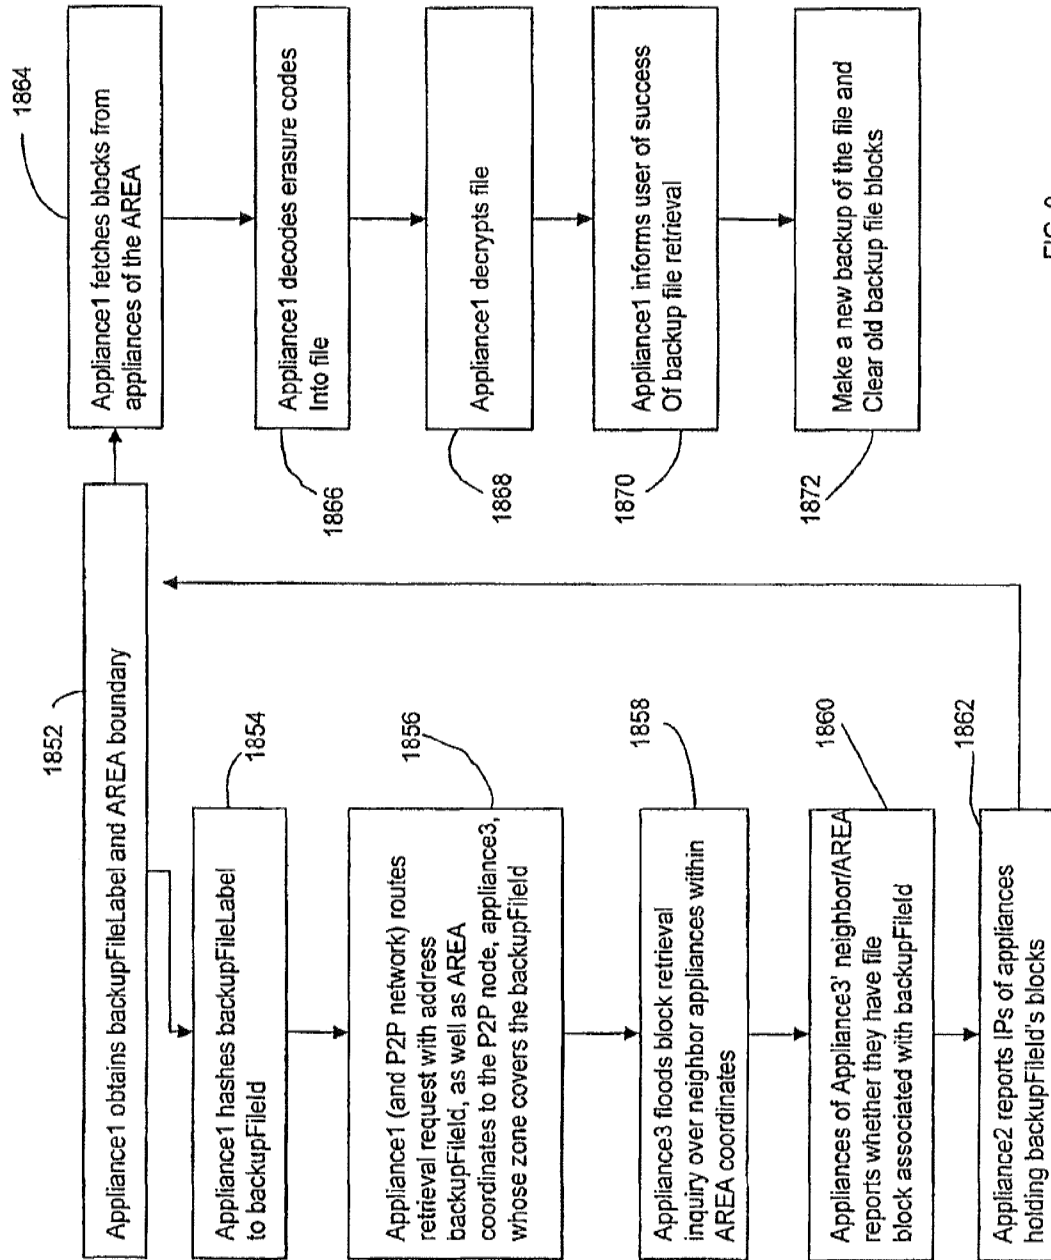 1852
Appliance1 obtains backupFileLabel and AREA boundary
1854
Appliance1 hashes backupFileLabel
to backupFileId
1856
Appliance1 (and P2P network) routes
retrieval request with address
backupFileId, as well as AREA
coordinates to the P2P node, appliance3,
whose zone covers the backupFileId
1858
Appliance3 floods block retrieval
inquiry over neighbor appliances within
AREA coordinates
1860
Appliances of Appliance3' neighbor/AREA
reports whether they have file
block associated with backupFileId
1862
Appliance2 reports IPs of appliances
holding backupFileId's blocks
1864
Appliance1 fetches blocks from
appliances of the AREA
1866
Appliance1 decodes erasure codes
Into file
1868
Appliance1 decrypts file
1870
Appliance1 informs user of success
Of backup file retrieval
1872
Make a new backup of the file and
Clear old backup file blocks
FIG.